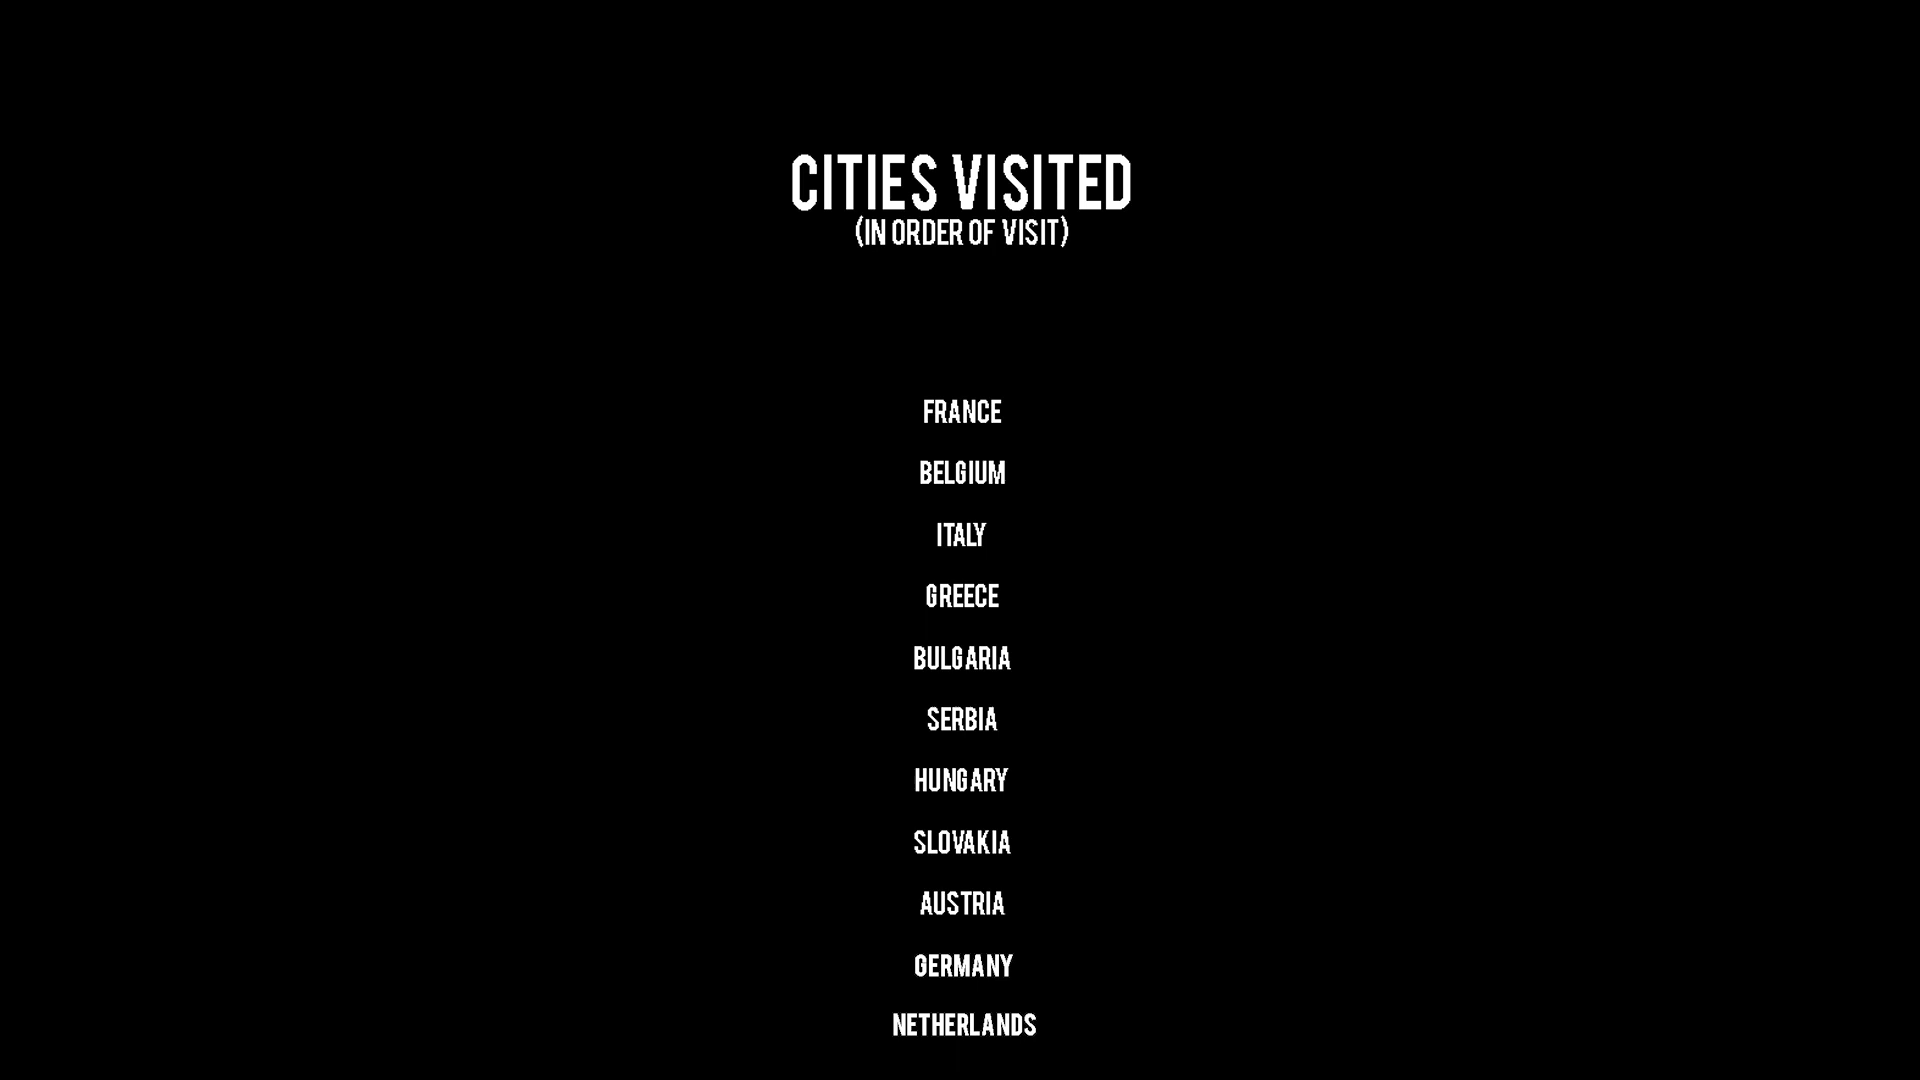 CITIES VISITED
(IN ORDER OF VISIT)
FRANCE
BELGIUM
ITALY
GREECE
BULGARIA
SERBIA
HUNGARY
SLOVAKIA
AUSTRIA
GERMANY
NETHERLANDS